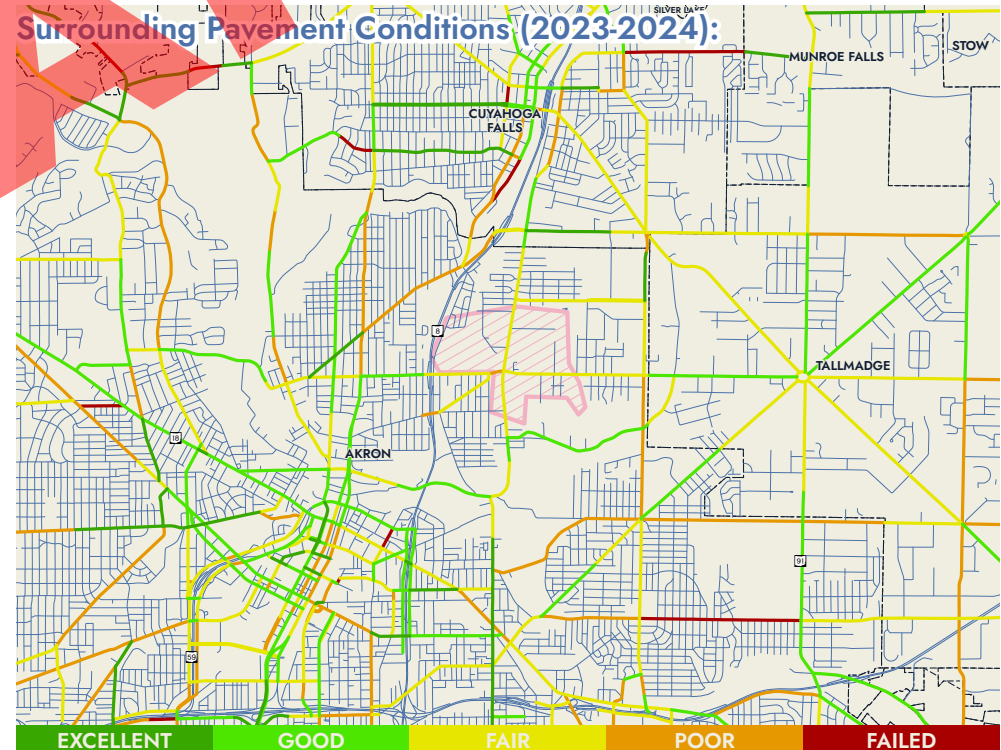 SILVER LAKE
Surrounding Pavement Conditions (2023-2024):
STOW
MUNROE FALLS
CUYAHOGA
FALLS
8
TALLMADGE
18
AKRON
91
59
EXCELLENT GOOD FAIR POOR FAILED